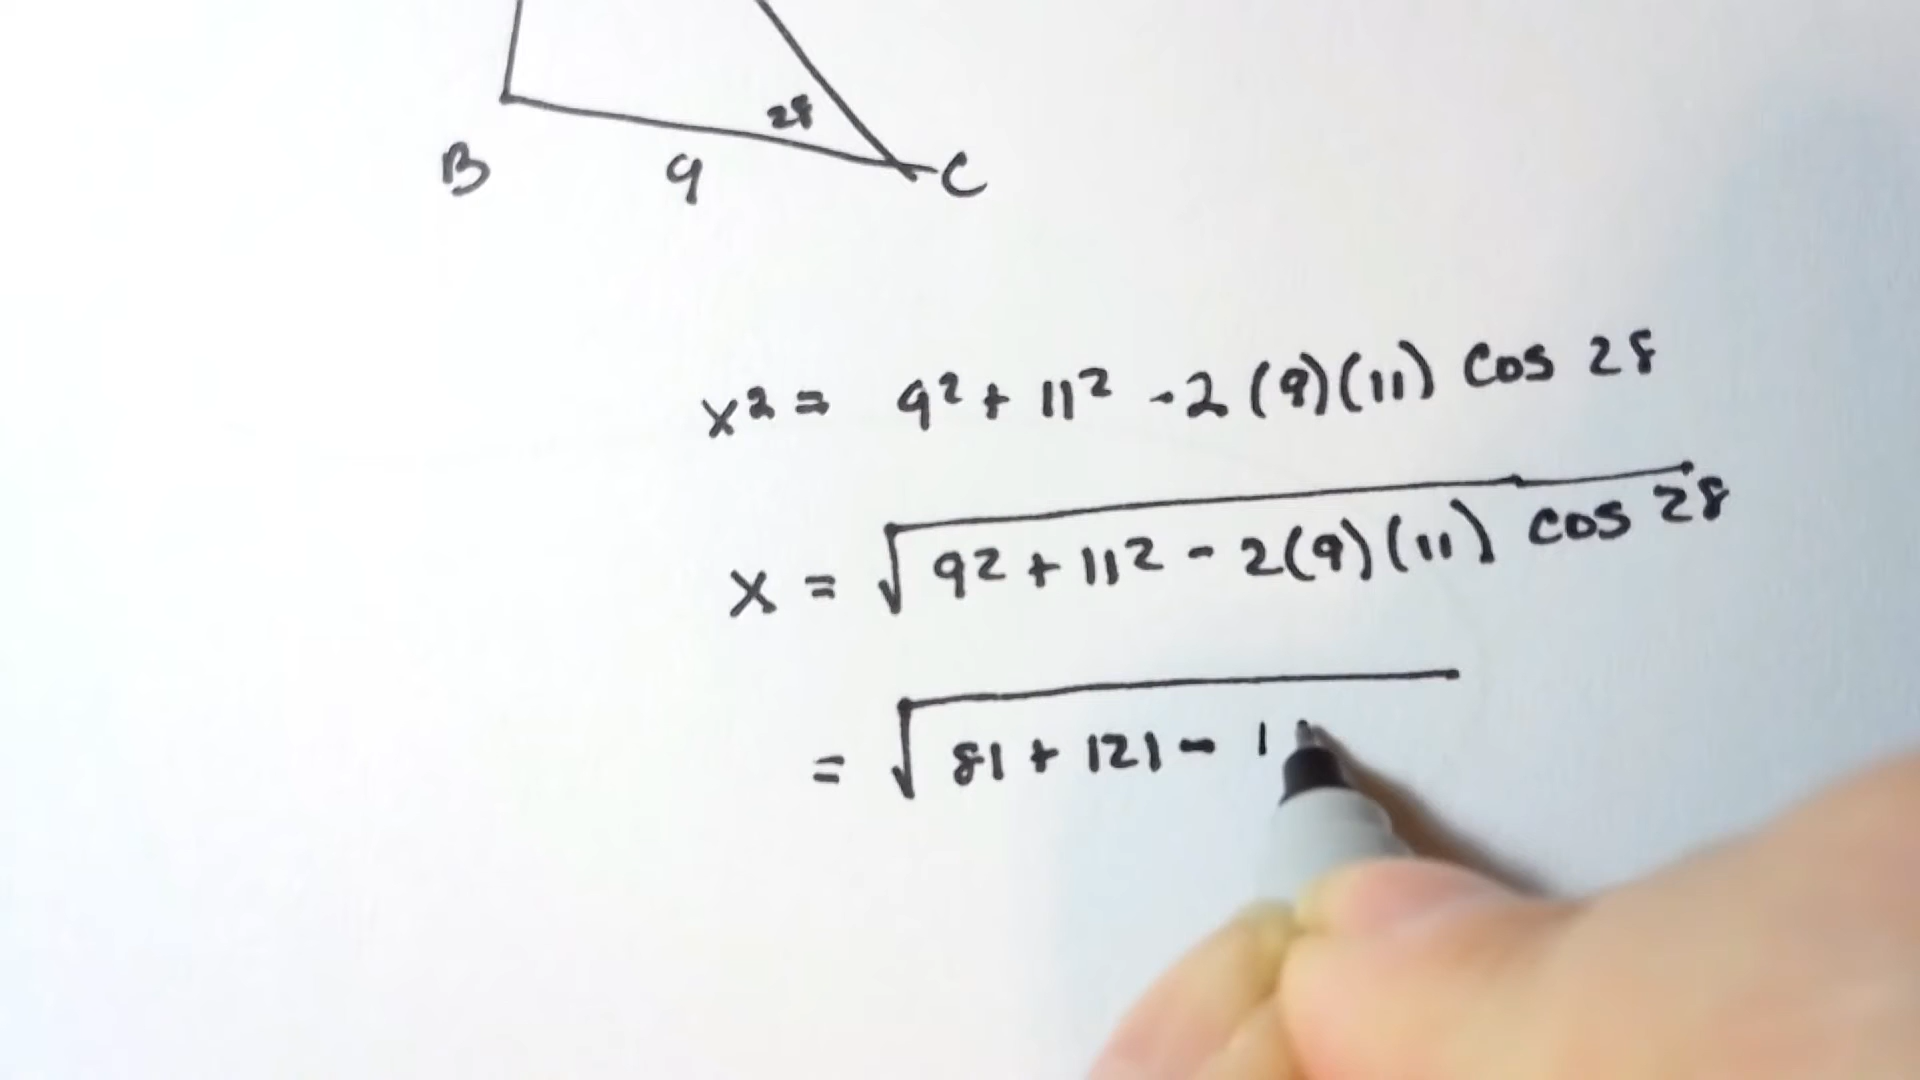 28
B 9 C
x² = 9² + 11² - 2(9)(11) cos 28
x = √9² + 11² - 2(9)(11) cos 28
= √81 + 121 - 1